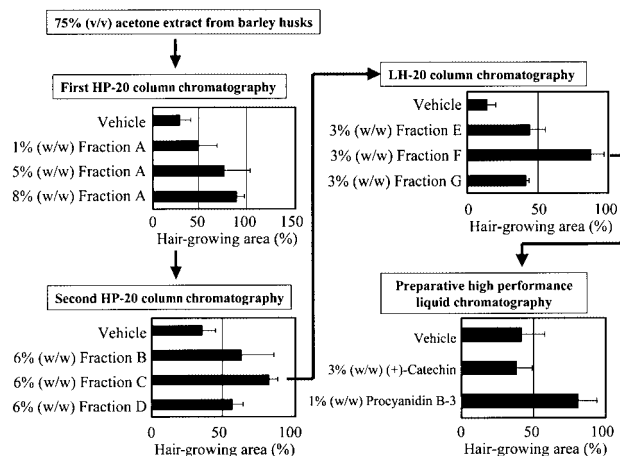 75% (v/v) acetone extract from barley husks
First HP-20 column chromatography
Vehicle
1% (w/w) Fraction A
5% (w/w) Fraction A
8% (w/w) Fraction A
0 50 100 150
Hair-growing area (%)
Second HP-20 column chromatography
Vehicle
6% (w/w) Fraction B
6% (w/w) Fraction C
6% (w/w) Fraction D
0 50 100
Hair-growing area (%)
LH-20 column chromatography
Vehicle
3% (w/w) Fraction E
3% (w/w) Fraction F
3% (w/w) Fraction G
0 50 100
Hair-growing area (%)
Preparative high performance
liquid chromatography
Vehicle
3% (w/w) (+)-Catechin
1% (w/w) Procyanidin B-3
0 50 100
Hair-growing area (%)